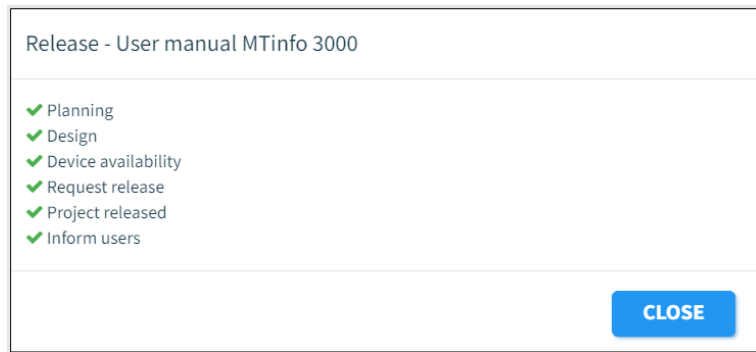 Release - User manual MTinfo 3000
Planning
Design
Device availability
Request release
Project released
Inform users
CLOSE